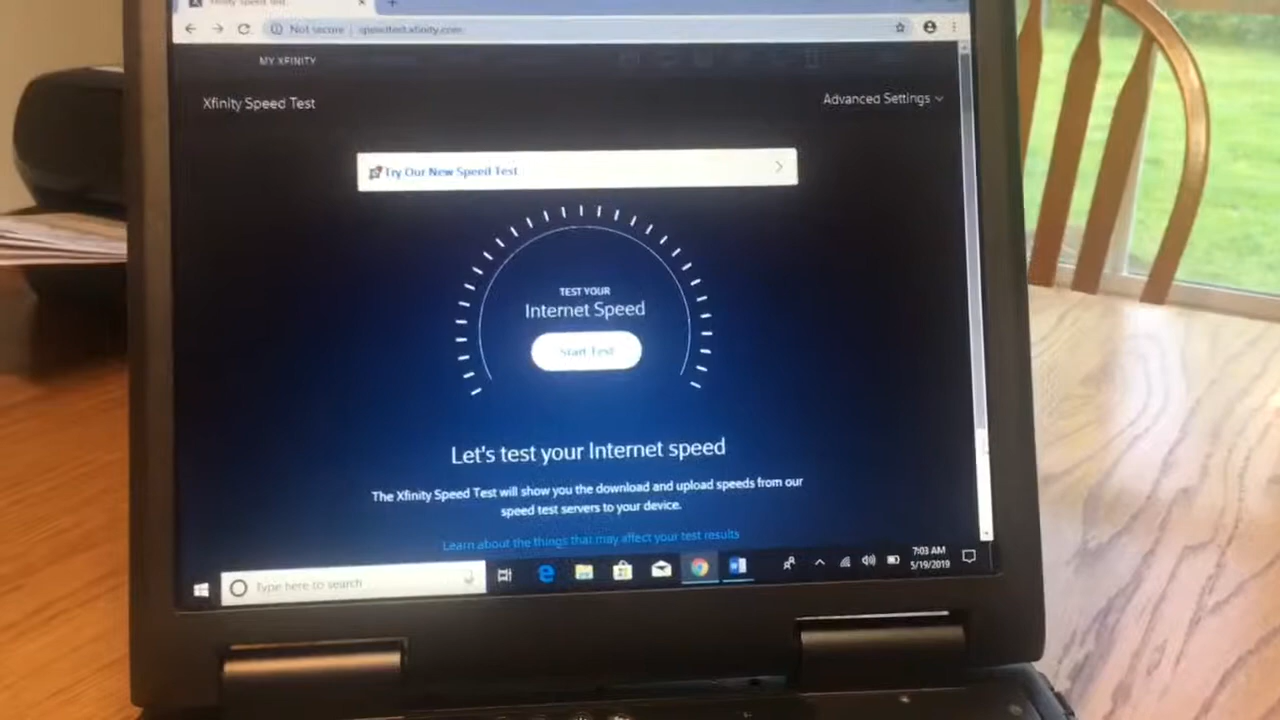 Xfinity Speed Test
Not secure | speedtest.xfinity.com
MY XFINITY
Xfinity Speed Test
Advanced Settings
Try Our New Speed Test
TEST YOUR
Internet Speed
Start Test
Let's test your Internet speed
The Xfinity Speed Test will show you the download and upload speeds from our
speed test servers to your device.
Learn about the things that may affect your test results
Type here to search
7:03 AM
5/19/2019